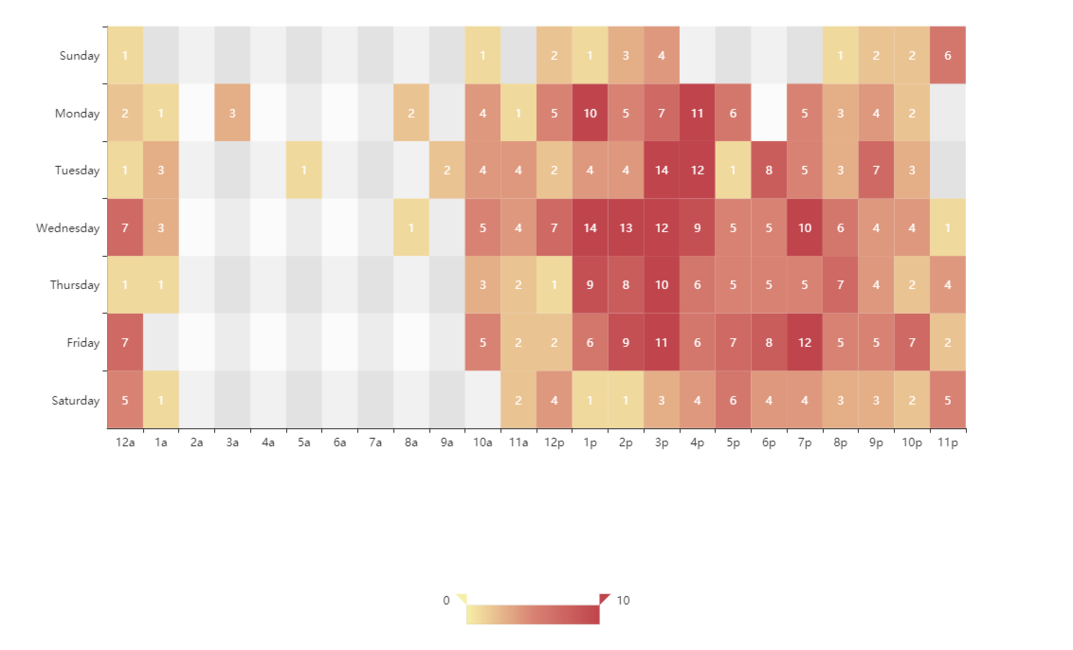 Sunday 1 1 2 1 3 4 1 2 2 6
Monday 2 1 3 2 4 1 5 10 5 7 11 6 5 3 4 2
Tuesday 1 3 1 2 4 4 2 4 4 14 12 1 8 5 3 7 3
Wednesday 7 3 1 5 4 7 14 13 12 9 5 5 10 6 4 4 1
Thursday 1 1 3 2 1 9 8 10 6 5 5 5 7 4 2 4
Friday 7 5 2 2 6 9 11 6 7 8 12 5 5 7 2
Saturday 5 1 2 4 1 1 3 4 6 4 4 3 3 2 5
12a 1a 2a 3a 4a 5a 6a 7a 8a 9a 10a 11a 12p 1p 2p 3p 4p 5p 6p 7p 8p 9p 10p 11p
0 10